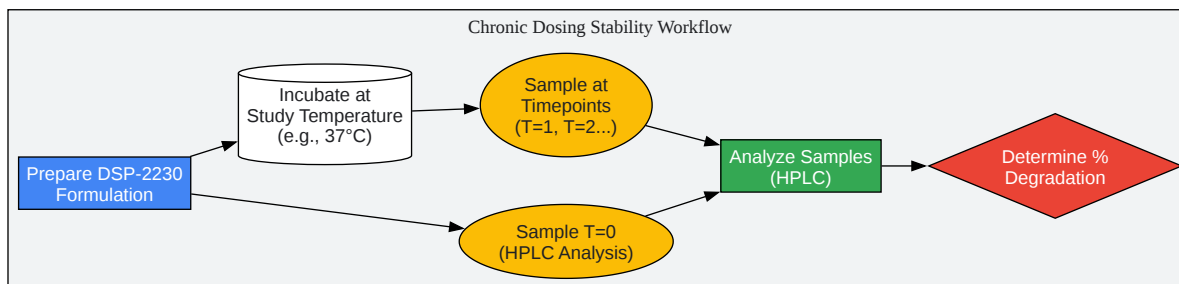 Chronic Dosing Stability Workflow
Incubate at
Study Temperature
(e.g., 37°C)
Sample at
Timepoints
(T=1, T=2...)
Prepare DSP-2230
Formulation
Analyze Samples
(HPLC)
Determine %
Degradation
Sample T=0
(HPLC Analysis)